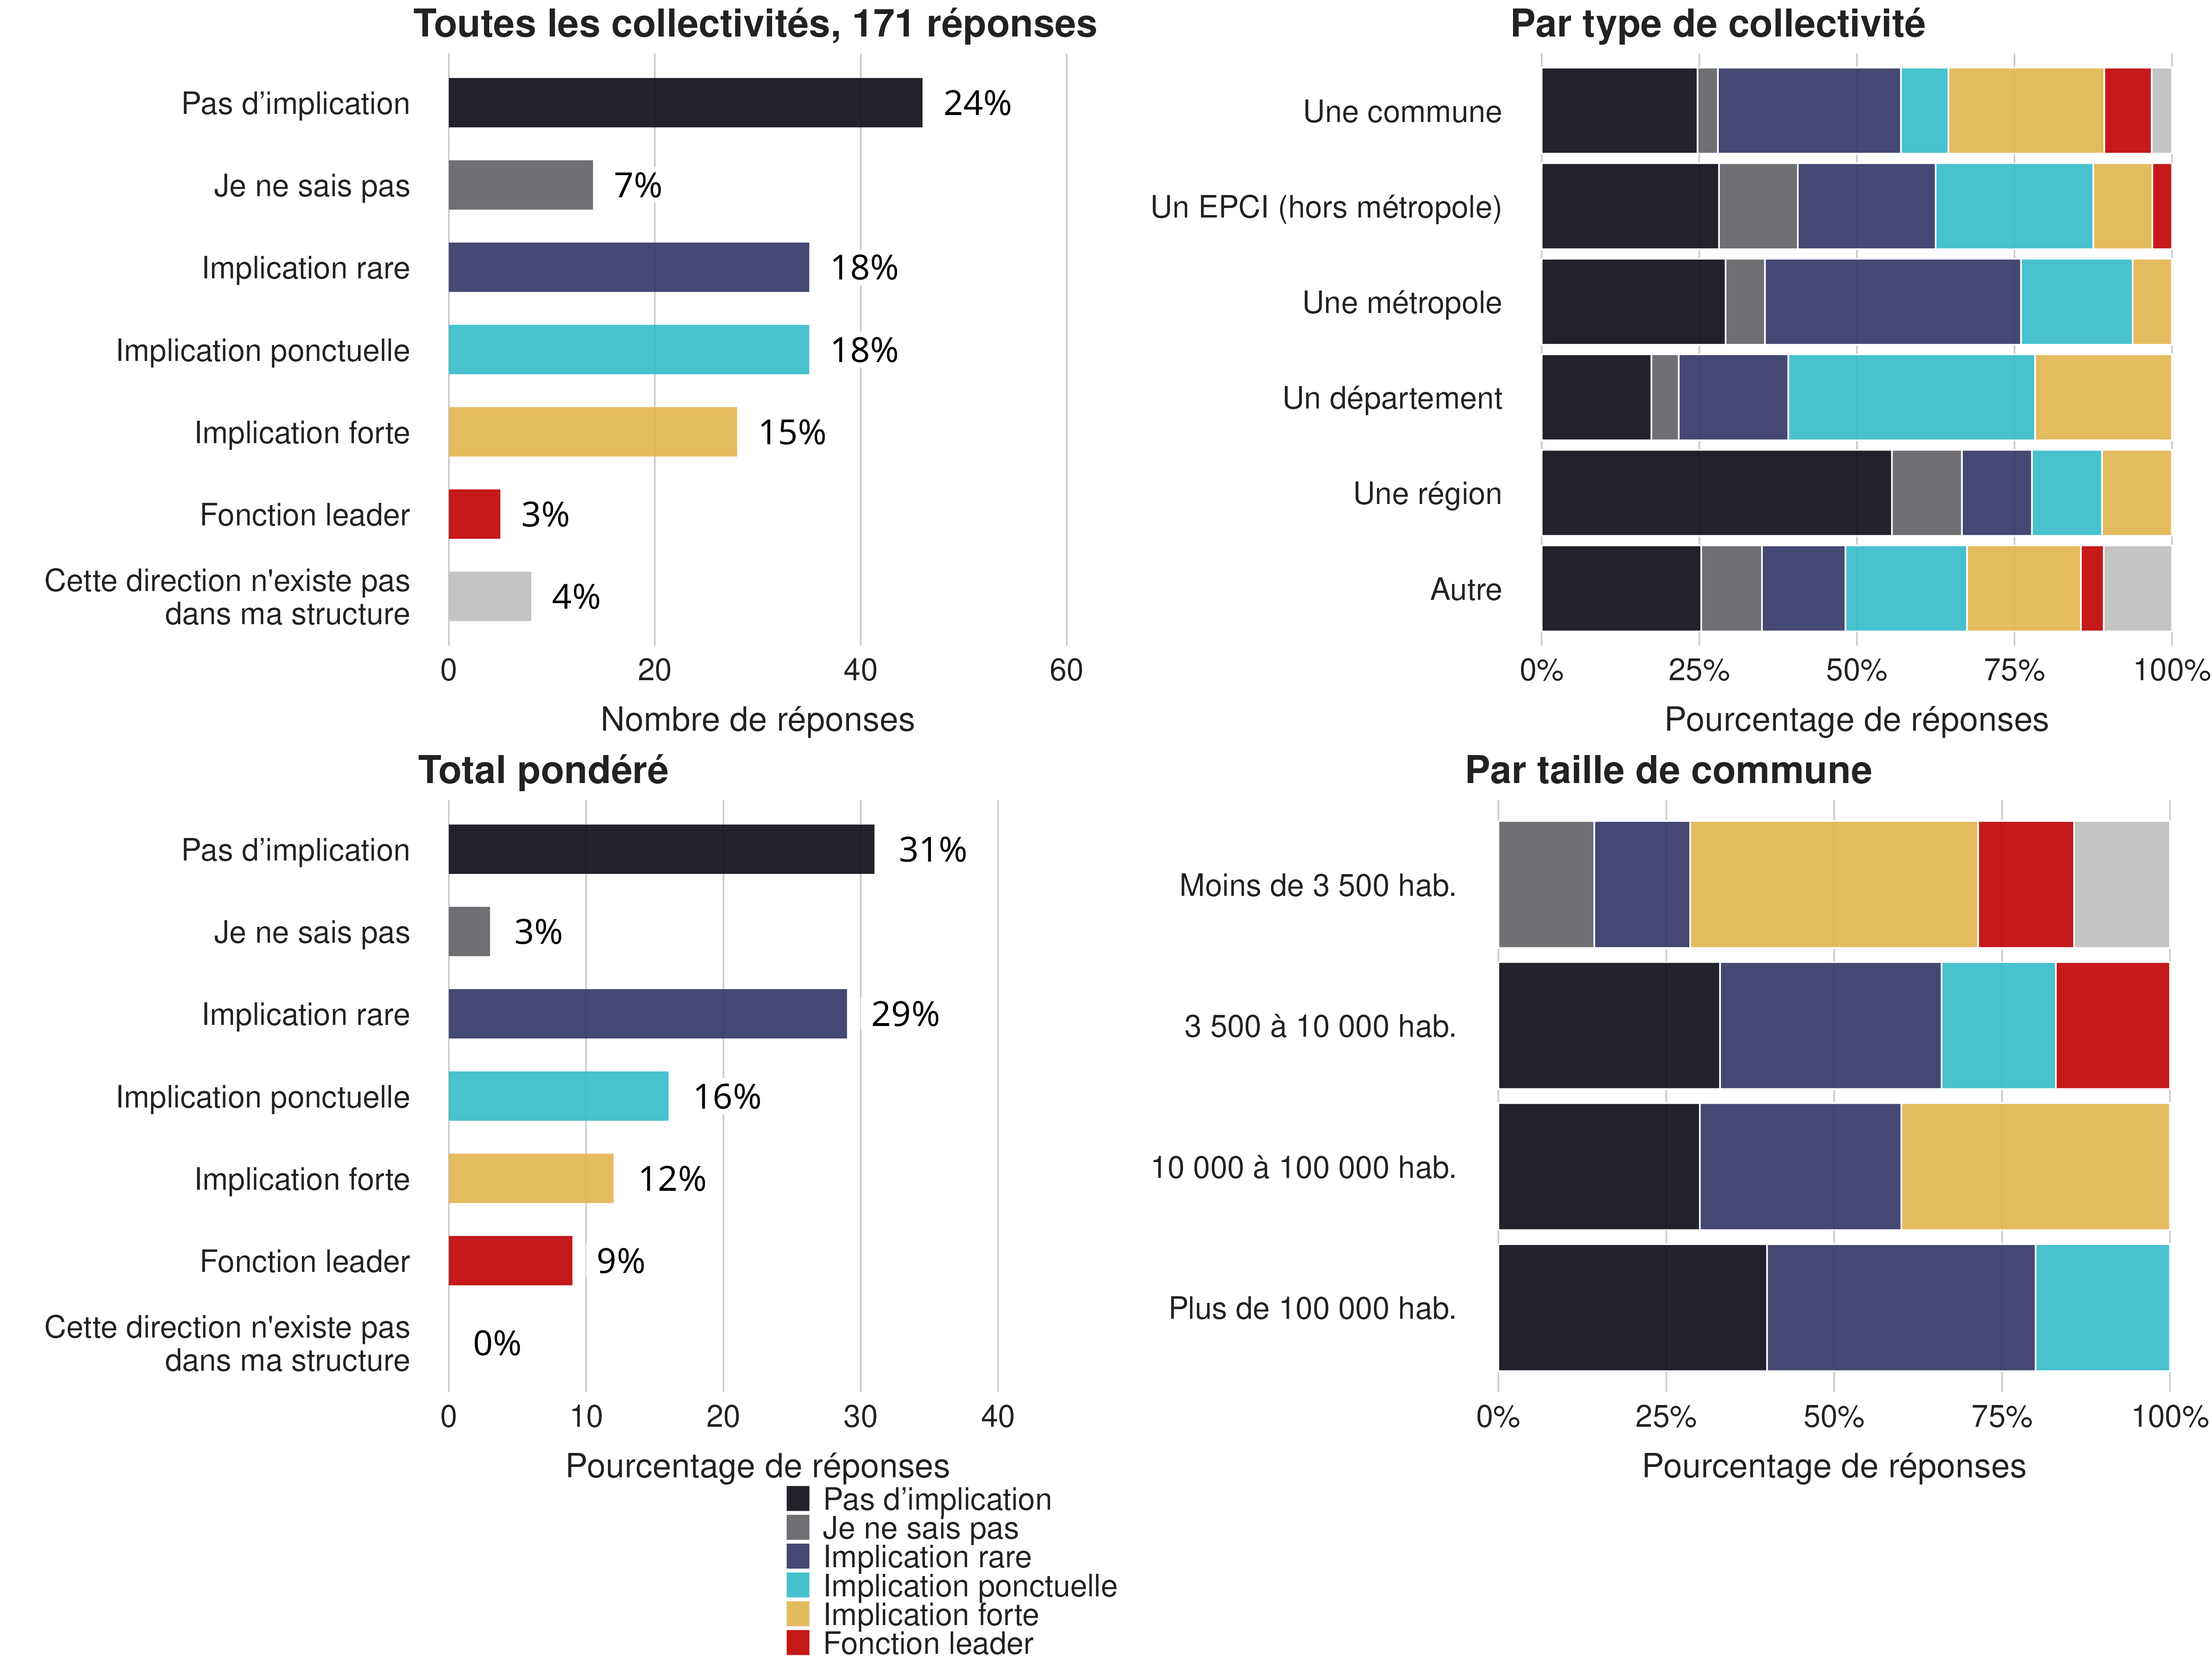 Toutes les collectivités, 171 réponses
Pas d’implication
24%
Je ne sais pas
7%
Implication rare
18%
Implication ponctuelle
18%
Implication forte
15%
Fonction leader
3%
Cette direction n'existe pas
dans ma structure
4%
0 20 40 60
Nombre de réponses
Par type de collectivité
Une commune
Un EPCI (hors métropole)
Une métropole
Un département
Une région
Autre
0% 25% 50% 75% 100%
Pourcentage de réponses
Total pondéré
Pas d’implication
31%
Je ne sais pas
3%
Implication rare
29%
Implication ponctuelle
16%
Implication forte
12%
Fonction leader
9%
Cette direction n'existe pas
dans ma structure
0%
0 10 20 30 40
Pourcentage de réponses
Par taille de commune
Moins de 3 500 hab.
3 500 à 10 000 hab.
10 000 à 100 000 hab.
Plus de 100 000 hab.
0% 25% 50% 75% 100%
Pourcentage de réponses
Pas d’implication
Je ne sais pas
Implication rare
Implication ponctuelle
Implication forte
Fonction leader